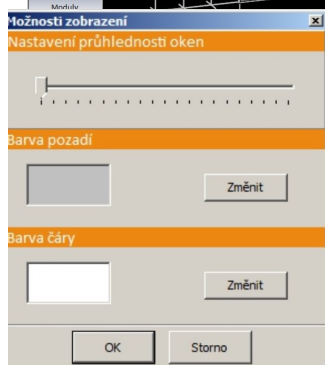 Moduly
Možnosti zobrazení
Nastavení průhlednosti oken
Barva pozadí
Změnit
Barva čáry
Změnit
OK
Storno